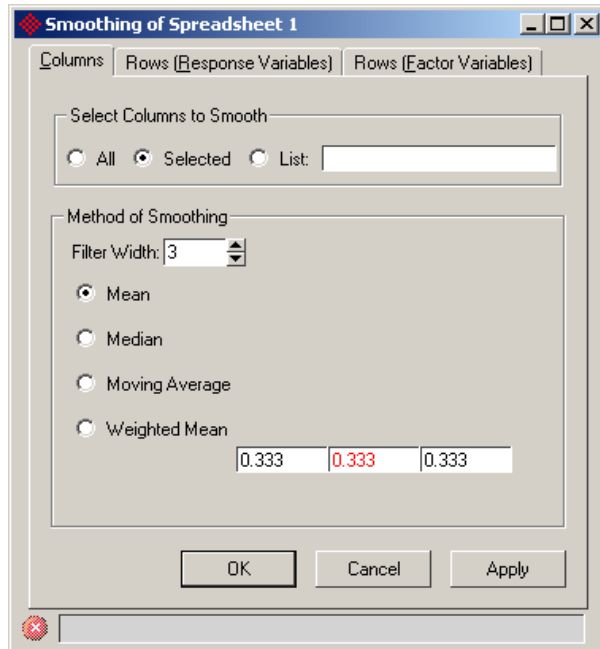 Smoothing of Spreadsheet 1
Columns Rows (Response Variables) Rows (Factor Variables)
Select Columns to Smooth
All Selected List:
Method of Smoothing
Filter Width: 3
Mean
Median
Moving Average
Weighted Mean
0.333 0.333 0.333
OK Cancel Apply